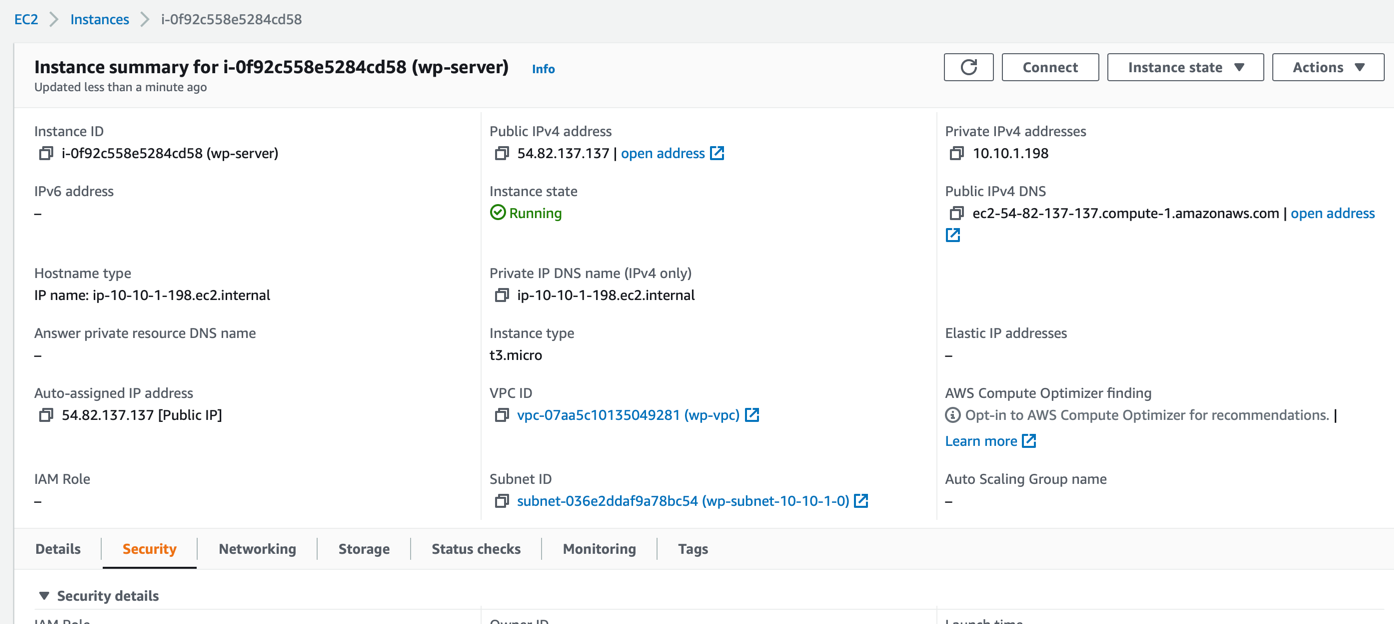 EC2 > Instances > i-0f92c558e5284cd58
Instance summary for i-0f92c558e5284cd58 (wp-server) Info
Updated less than a minute ago
Connect
Instance state
Actions
Instance ID
i-0f92c558e5284cd58 (wp-server)
Public IPv4 address
54.82.137.137 | open address
Private IPv4 addresses
10.10.1.198
IPv6 address
–
Instance state
Running
Public IPv4 DNS
ec2-54-82-137-137.compute-1.amazonaws.com | open address
Hostname type
IP name: ip-10-10-1-198.ec2.internal
Private IP DNS name (IPv4 only)
ip-10-10-1-198.ec2.internal
Answer private resource DNS name
–
Instance type
t3.micro
Elastic IP addresses
–
Auto-assigned IP address
54.82.137.137 [Public IP]
VPC ID
vpc-07aa5c10135049281 (wp-vpc)
AWS Compute Optimizer finding
Opt-in to AWS Compute Optimizer for recommendations. |
Learn more
IAM Role
–
Subnet ID
subnet-036e2ddaf9a78bc54 (wp-subnet-10-10-1-0)
Auto Scaling Group name
–
Details
Security
Networking
Storage
Status checks
Monitoring
Tags
Security details
IAM Role
Owner ID
Launch time